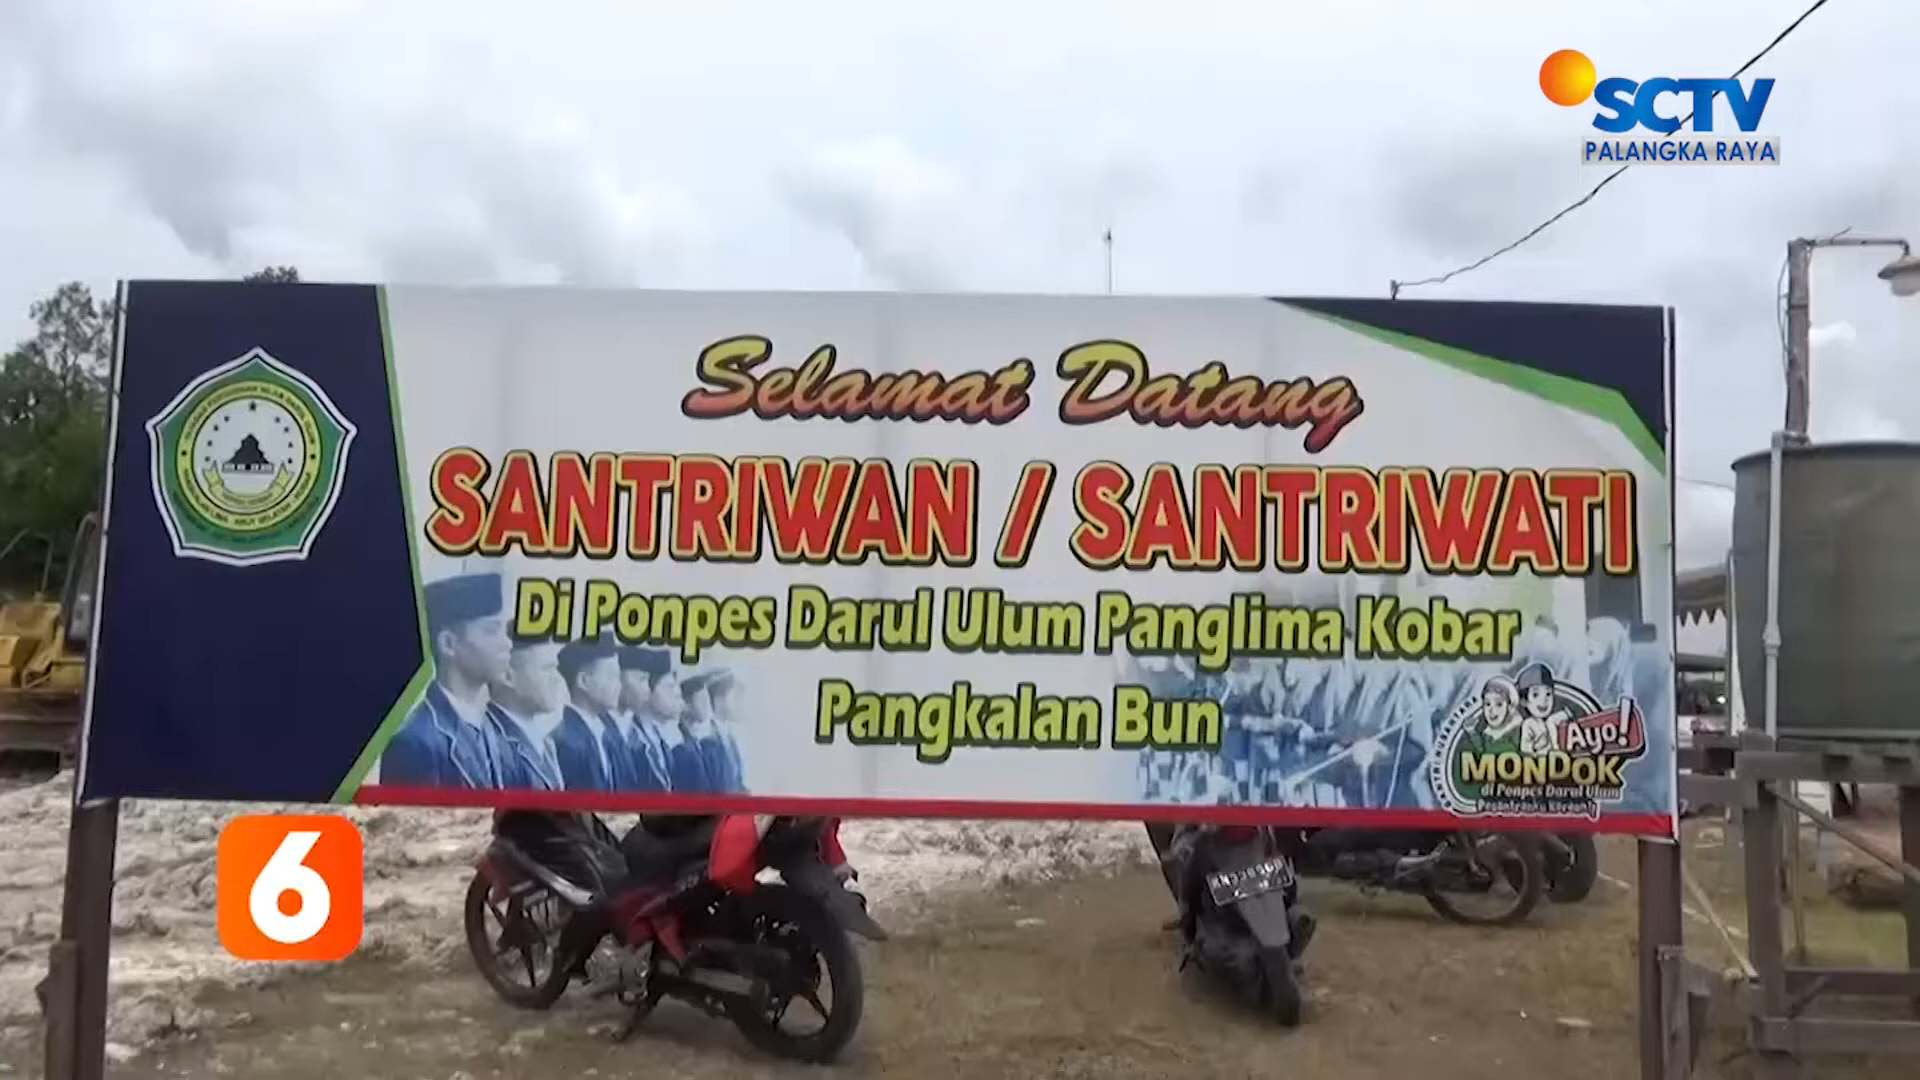 SCTV
PALANGKA RAYA
Selamat Datang
SANTRIWAN / SANTRIWATI
Di Ponpes Darul Ulum Panglima Kobar
Pangkalan Bun
Ayo!
MONDOK
di Ponpes Darul Ulum
6